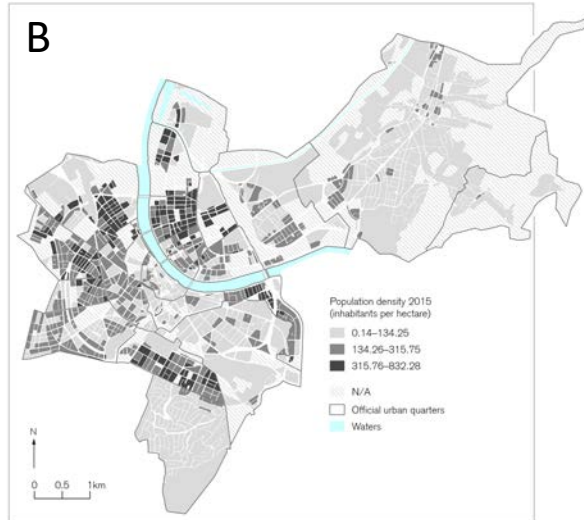 B
Population density 2015
(inhabitants per hectare)
0.14–134.25
134.26–315.75
315.76–832.28
N/A
Official urban quarters
Waters
N
0 0.5 1km